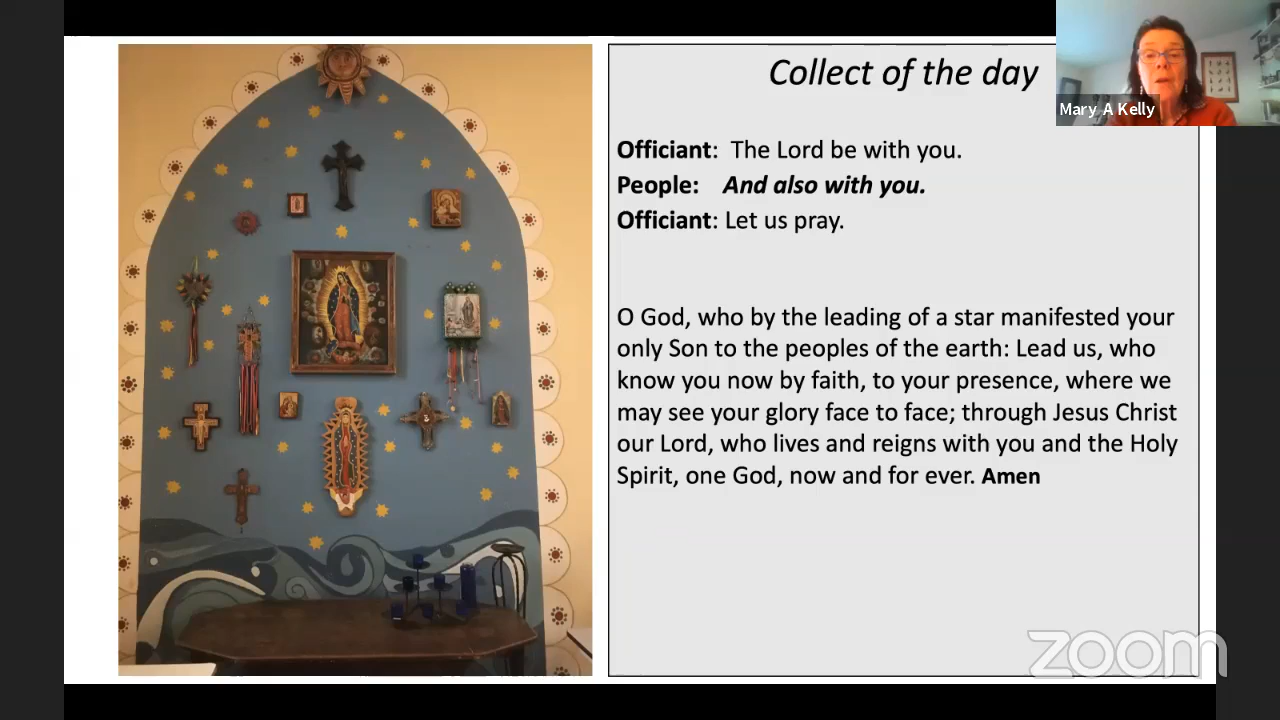 Collect of the day
Mary A Kelly
Officiant: The Lord be with you.
People: And also with you.
Officiant: Let us pray.
O God, who by the leading of a star manifested your
only Son to the peoples of the earth: Lead us, who
know you now by faith, to your presence, where we
may see your glory face to face; through Jesus Christ
our Lord, who lives and reigns with you and the Holy
Spirit, one God, now and for ever. Amen
zoom